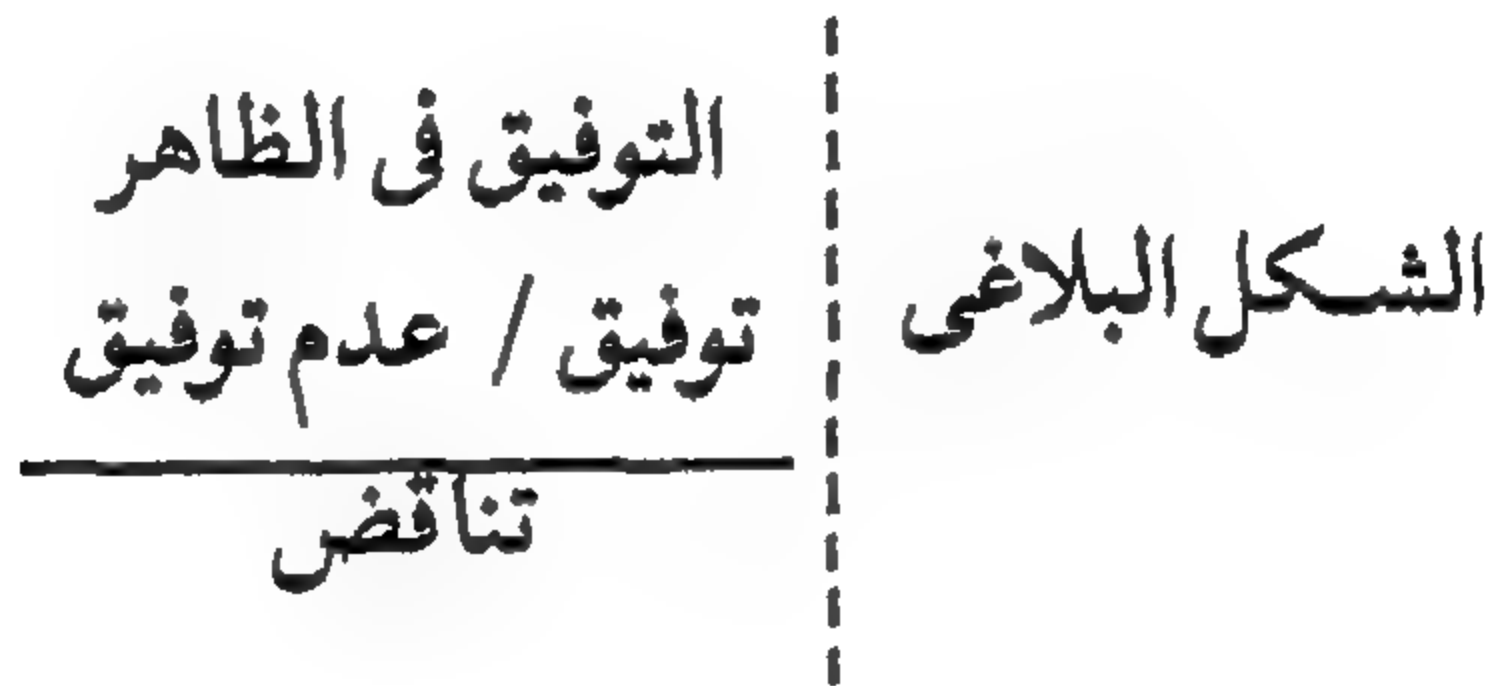 الشكل البلاغى
التوفيق فى الظاهر
توفيق / عدم توفيق
تناقض